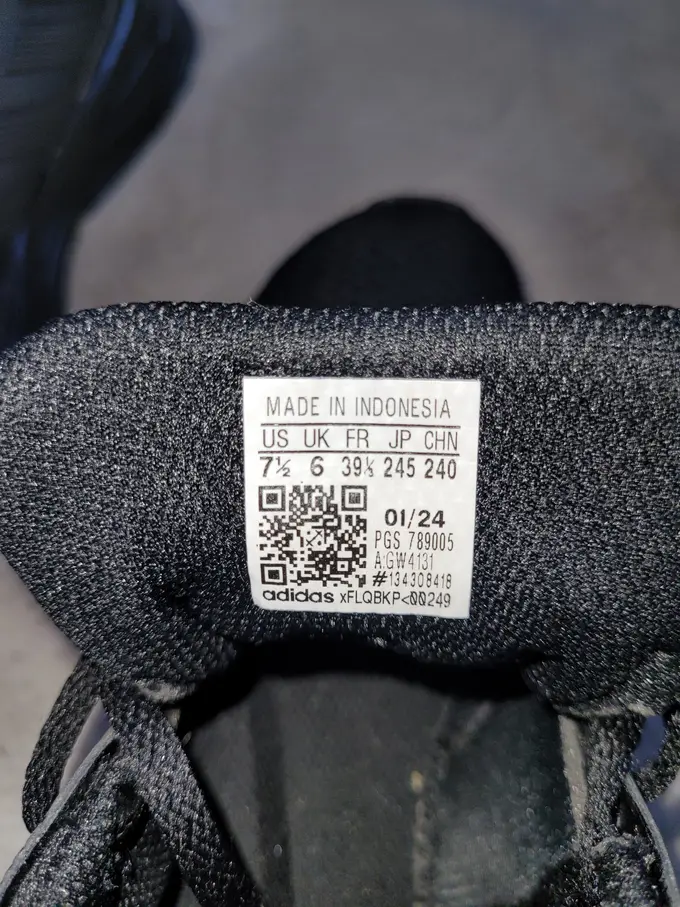 MADE IN INDONESIA
US UK FR JP CHN
7½ 6 39⅓ 245 240
01/24
PGS 789005
A:GW4131
#134308418
adidas xFLQBKP<00249